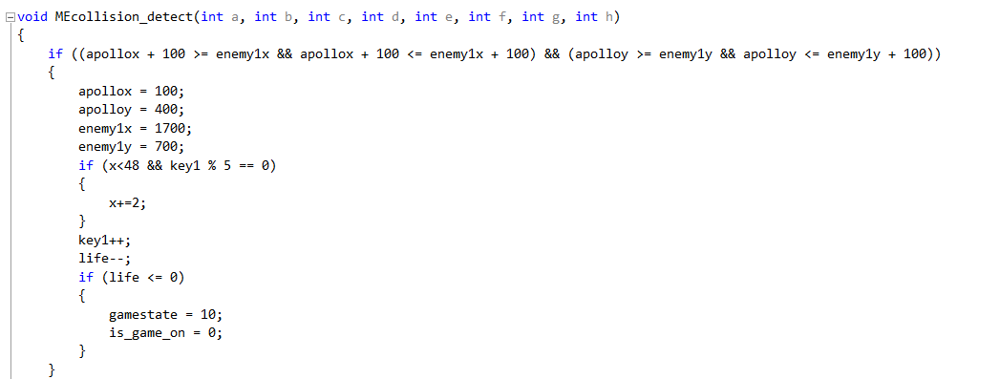 void MEcollision_detect(int a, int b, int c, int d, int e, int f, int g, int h)
{
    if ((apollox + 100 >= enemy1x && apollox + 100 <= enemy1x + 100) && (apolloy >= enemy1y && apolloy <= enemy1y + 100))
    {
        apollox = 100;
        apolloy = 400;
        enemy1x = 1700;
        enemy1y = 700;
        if (x<48 && key1 % 5 == 0)
        {
            x+=2;
        }
        key1++;
        life--;
        if (life <= 0)
        {
            gamestate = 10;
            is_game_on = 0;
        }
    }